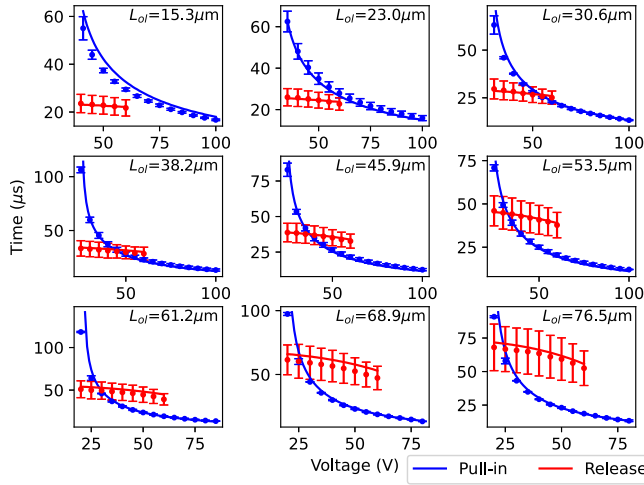 L_ol=15.3μm L_ol=23.0μm L_ol=30.6μm
60 60 60
40 40 40
20 20 20
50 75 100 50 75 100 50 100
L_ol=38.2μm L_ol=45.9μm L_ol=53.5μm
100 75 75
50 50 50
25 25
50 100 50 100 50 100
L_ol=61.2μm L_ol=68.9μm L_ol=76.5μm
100 100 75
50 50 50
25
25 50 75 25 50 75 25 50 75
Time (μs)
Voltage (V)
Pull-in Release